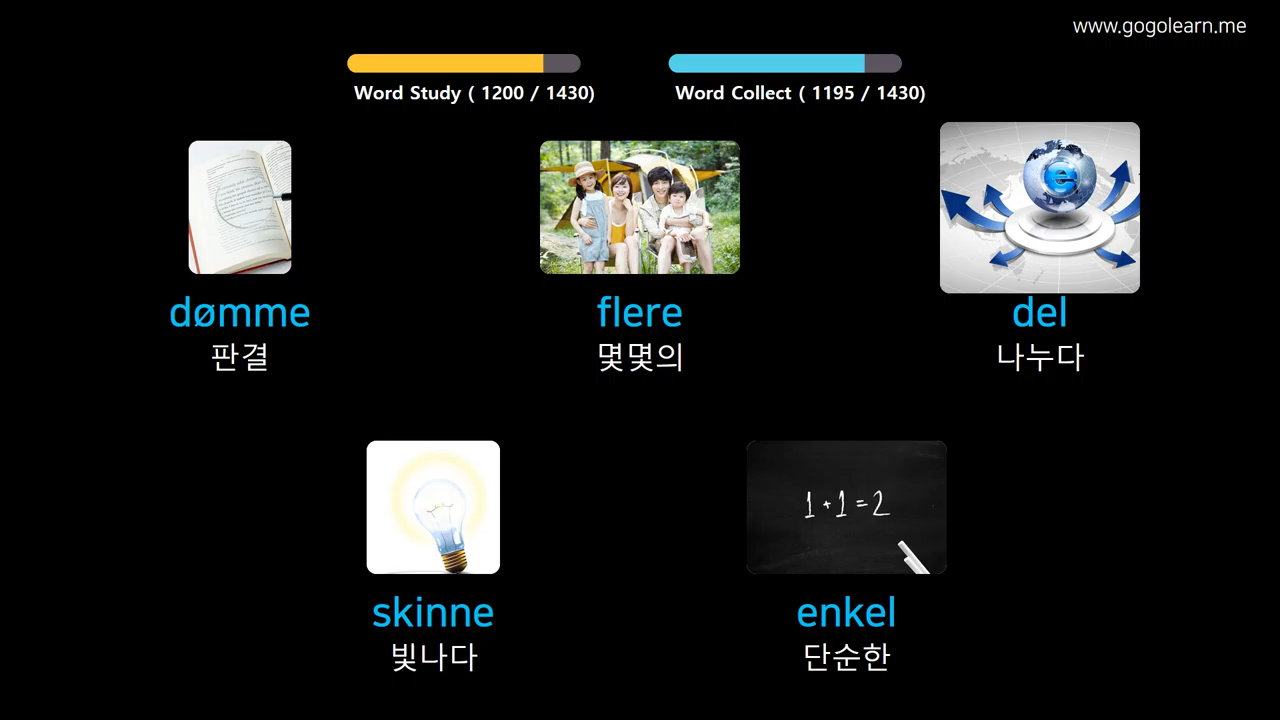 www.gogolearn.me
Word Study ( 1200 / 1430)
Word Collect ( 1195 / 1430)
dømme
판결
flere
몇몇의
e
del
나누다
1+1=2
skinne
빛나다
enkel
단순한